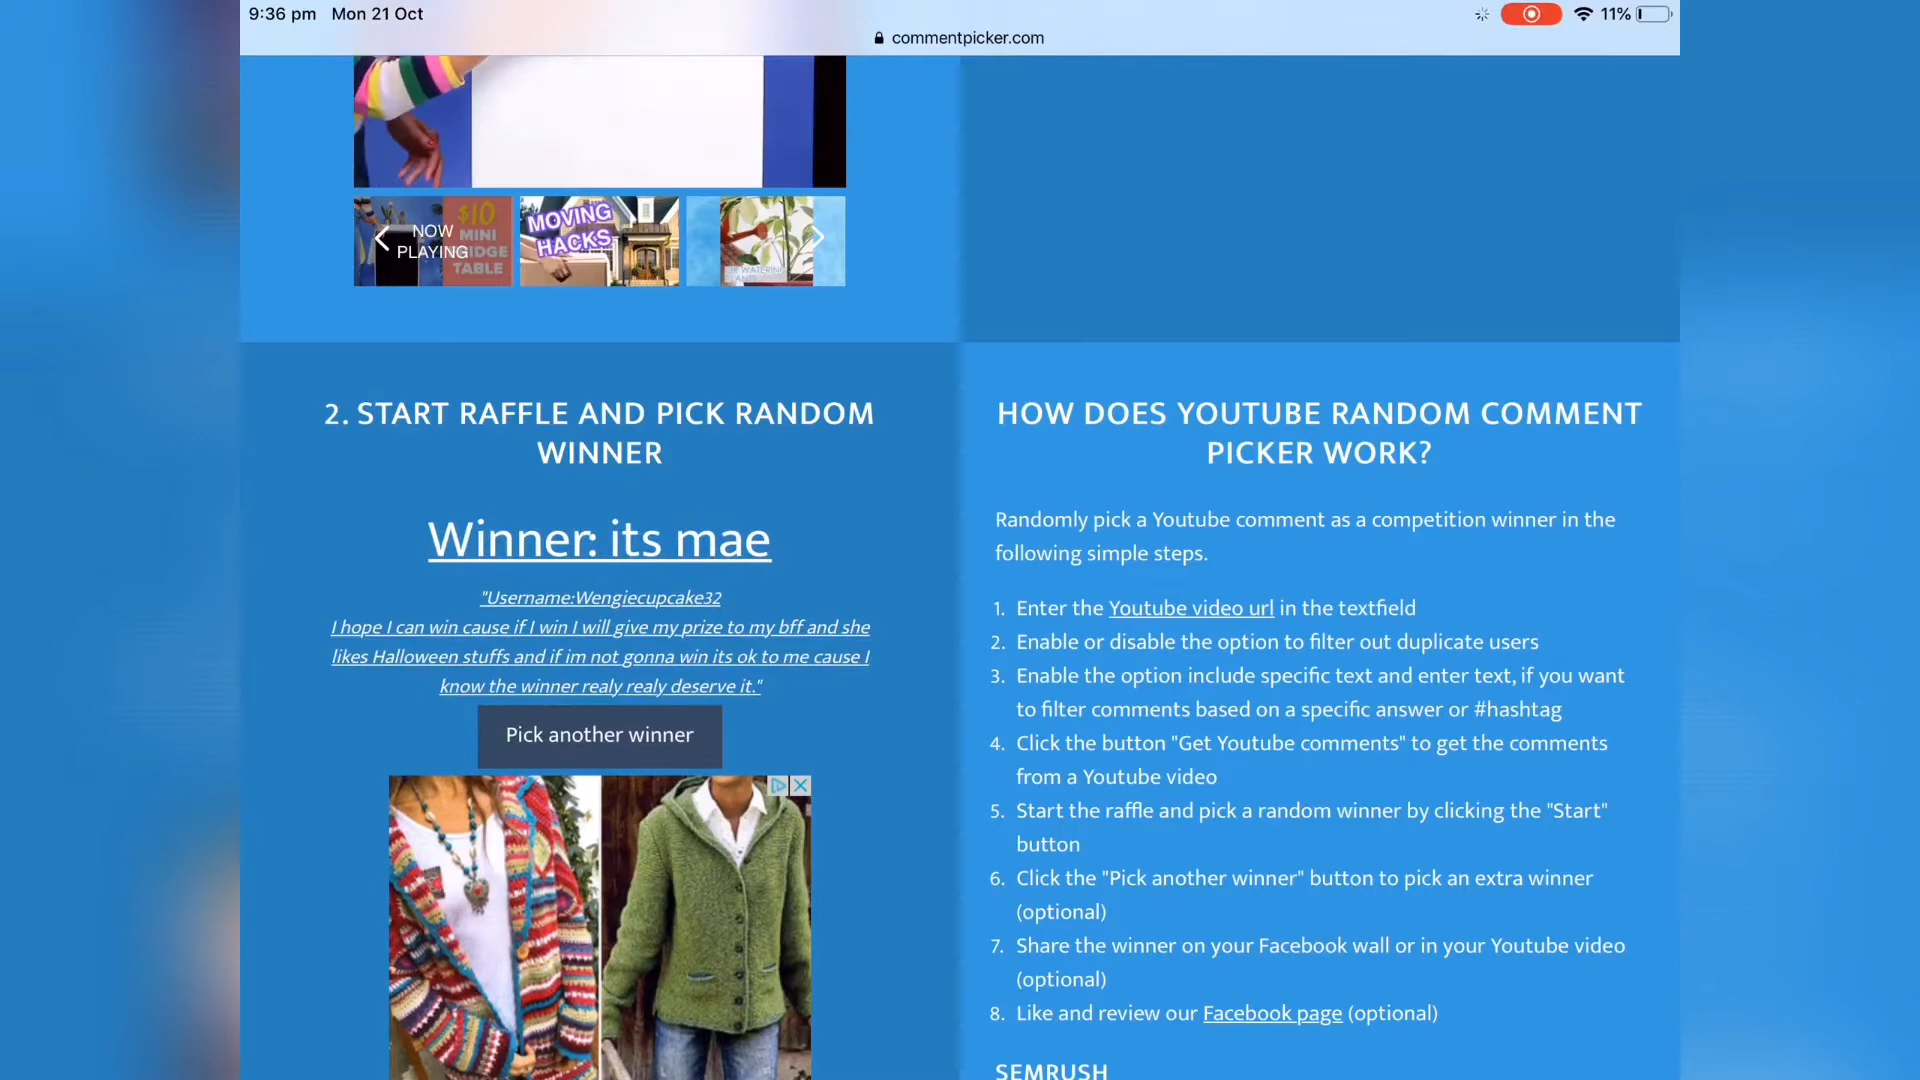 9:36 pm Mon 21 Oct
11%
commentpicker.com
NOW
PLAYING
$10
MINI
TABLE
MOVING
HACKS
2. START RAFFLE AND PICK RANDOM
WINNER
Winner: its mae
"Username:Wengiecupcake32
I hope I can win cause if I win I will give my prize to my bff and she
likes Halloween stuffs and if im not gonna win its ok to me cause I
know the winner realy realy deserve it."
Pick another winner
HOW DOES YOUTUBE RANDOM COMMENT
PICKER WORK?
Randomly pick a Youtube comment as a competition winner in the
following simple steps.
1. Enter the Youtube video url in the textfield
2. Enable or disable the option to filter out duplicate users
3. Enable the option include specific text and enter text, if you want
to filter comments based on a specific answer or #hashtag
4. Click the button "Get Youtube comments" to get the comments
from a Youtube video
5. Start the raffle and pick a random winner by clicking the "Start"
button
6. Click the "Pick another winner" button to pick an extra winner
(optional)
7. Share the winner on your Facebook wall or in your Youtube video
(optional)
8. Like and review our Facebook page (optional)
SEMRUSH